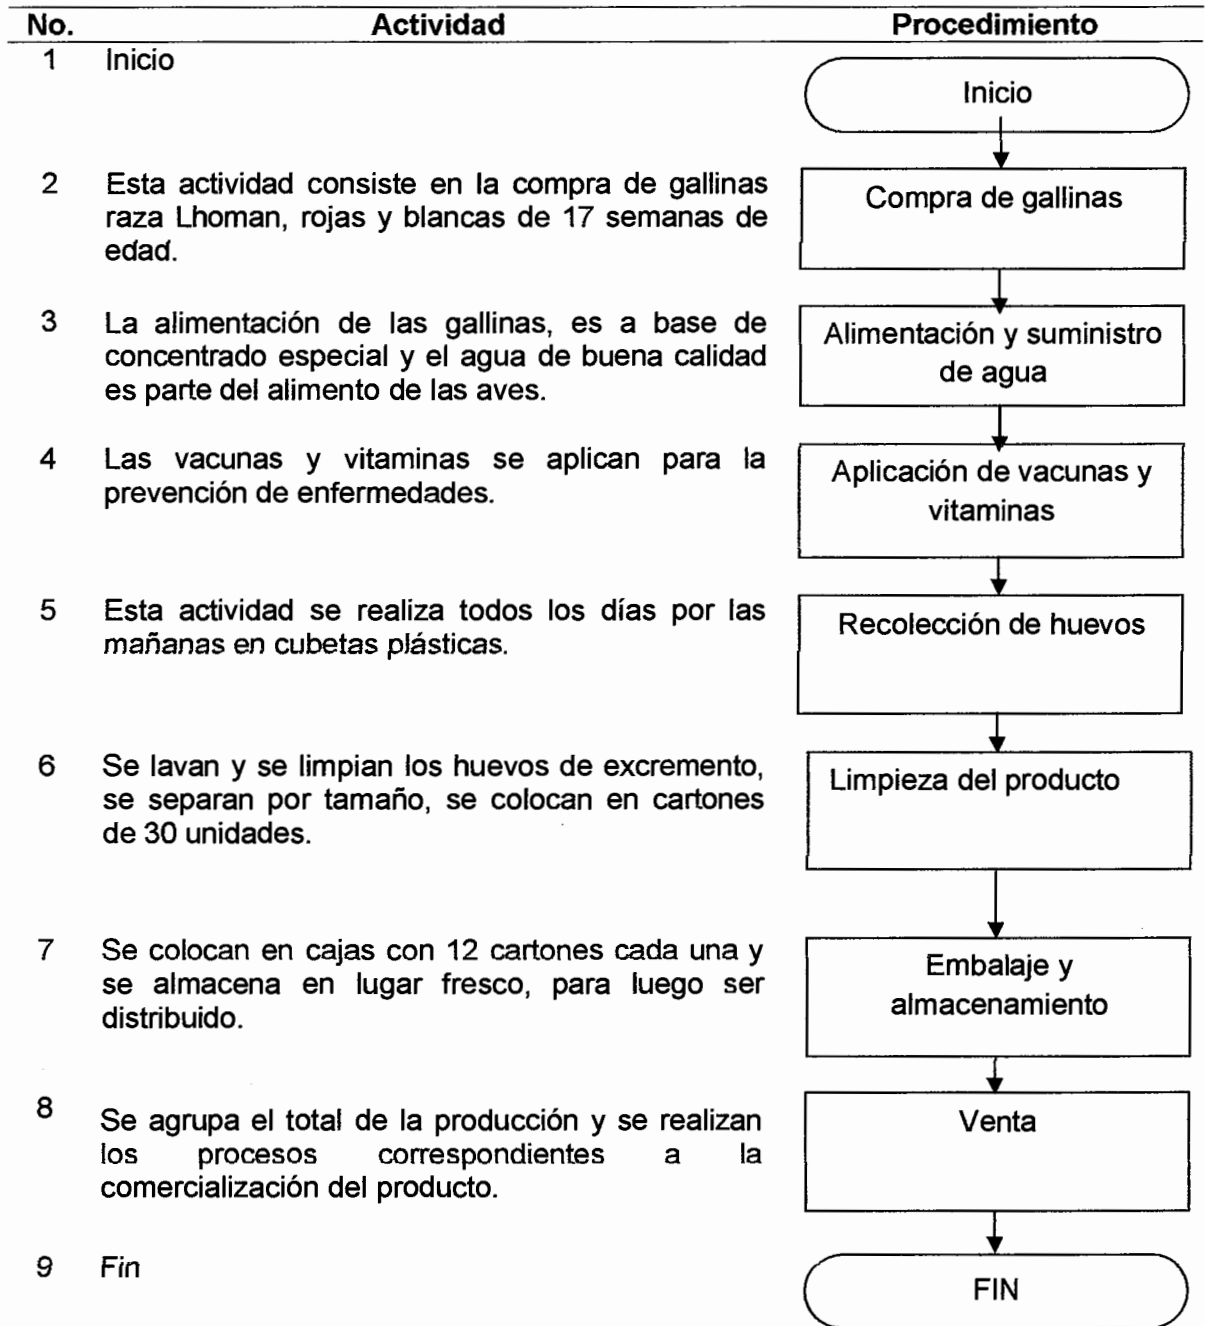 No. Actividad Procedimiento
1 Inicio
Inicio
2 Esta actividad consiste en la compra de gallinas
raza Lhoman, rojas y blancas de 17 semanas de
edad.
Compra de gallinas
3 La alimentación de las gallinas, es a base de
concentrado especial y el agua de buena calidad
es parte del alimento de las aves.
Alimentación y suministro
de agua
4 Las vacunas y vitaminas se aplican para la
prevención de enfermedades.
Aplicación de vacunas y
vitaminas
5 Esta actividad se realiza todos los días por las
mañanas en cubetas plásticas.
Recolección de huevos
6 Se lavan y se limpian los huevos de excremento,
se separan por tamaño, se colocan en cartones
de 30 unidades.
Limpieza del producto
7 Se colocan en cajas con 12 cartones cada una y
se almacena en lugar fresco, para luego ser
distribuido.
Embalaje y
almacenamiento
8 Se agrupa el total de la producción y se realizan
los procesos correspondientes a la
comercialización del producto.
Venta
9 Fin
FIN